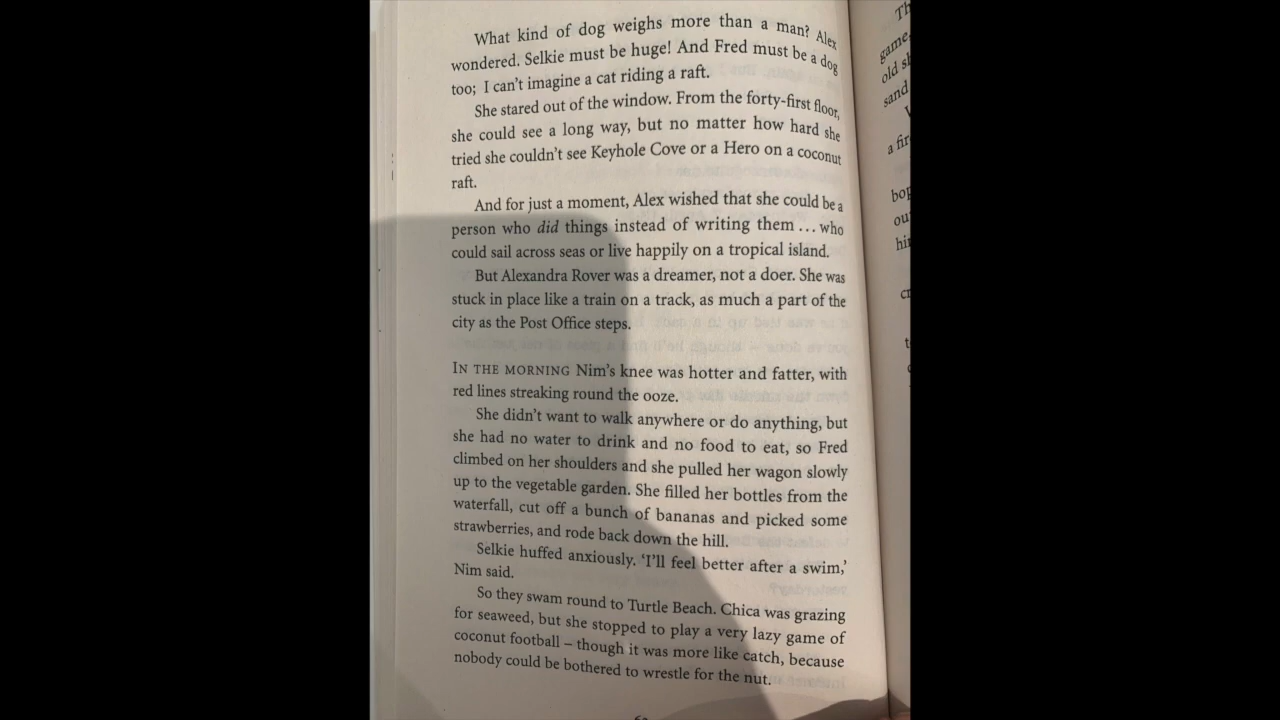 What kind of dog weighs more than a man? Alex
wondered. Selkie must be huge! And Fred must be a dog
too; I can't imagine a cat riding a raft.
She stared out of the window. From the forty-first floor,
she could see a long way, but no matter how hard she
tried she couldn't see Keyhole Cove or a Hero on a coconut
raft.
And for just a moment, Alex wished that she could be a
person who did things instead of writing them ... who
could sail across seas or live happily on a tropical island.
But Alexandra Rover was a dreamer, not a doer. She was
stuck in place like a train on a track, as much a part of the
city as the Post Office steps.
IN THE MORNING Nim's knee was hotter and fatter, with
red lines streaking round the ooze.
She didn't want to walk anywhere or do anything, but
she had no water to drink and no food to eat, so Fred
climbed on her shoulders and she pulled her wagon slowly
up to the vegetable garden. She filled her bottles from the
waterfall, cut off a bunch of bananas and picked some
strawberries, and rode back down the hill.
Selkie huffed anxiously. 'I'll feel better after a swim,'
Nim said.
So they swam round to Turtle Beach. Chica was grazing
for seaweed, but she stopped to play a very lazy game of
coconut football – though it was more like catch, because
nobody could be bothered to wrestle for the nut.
game,
old
sand
a